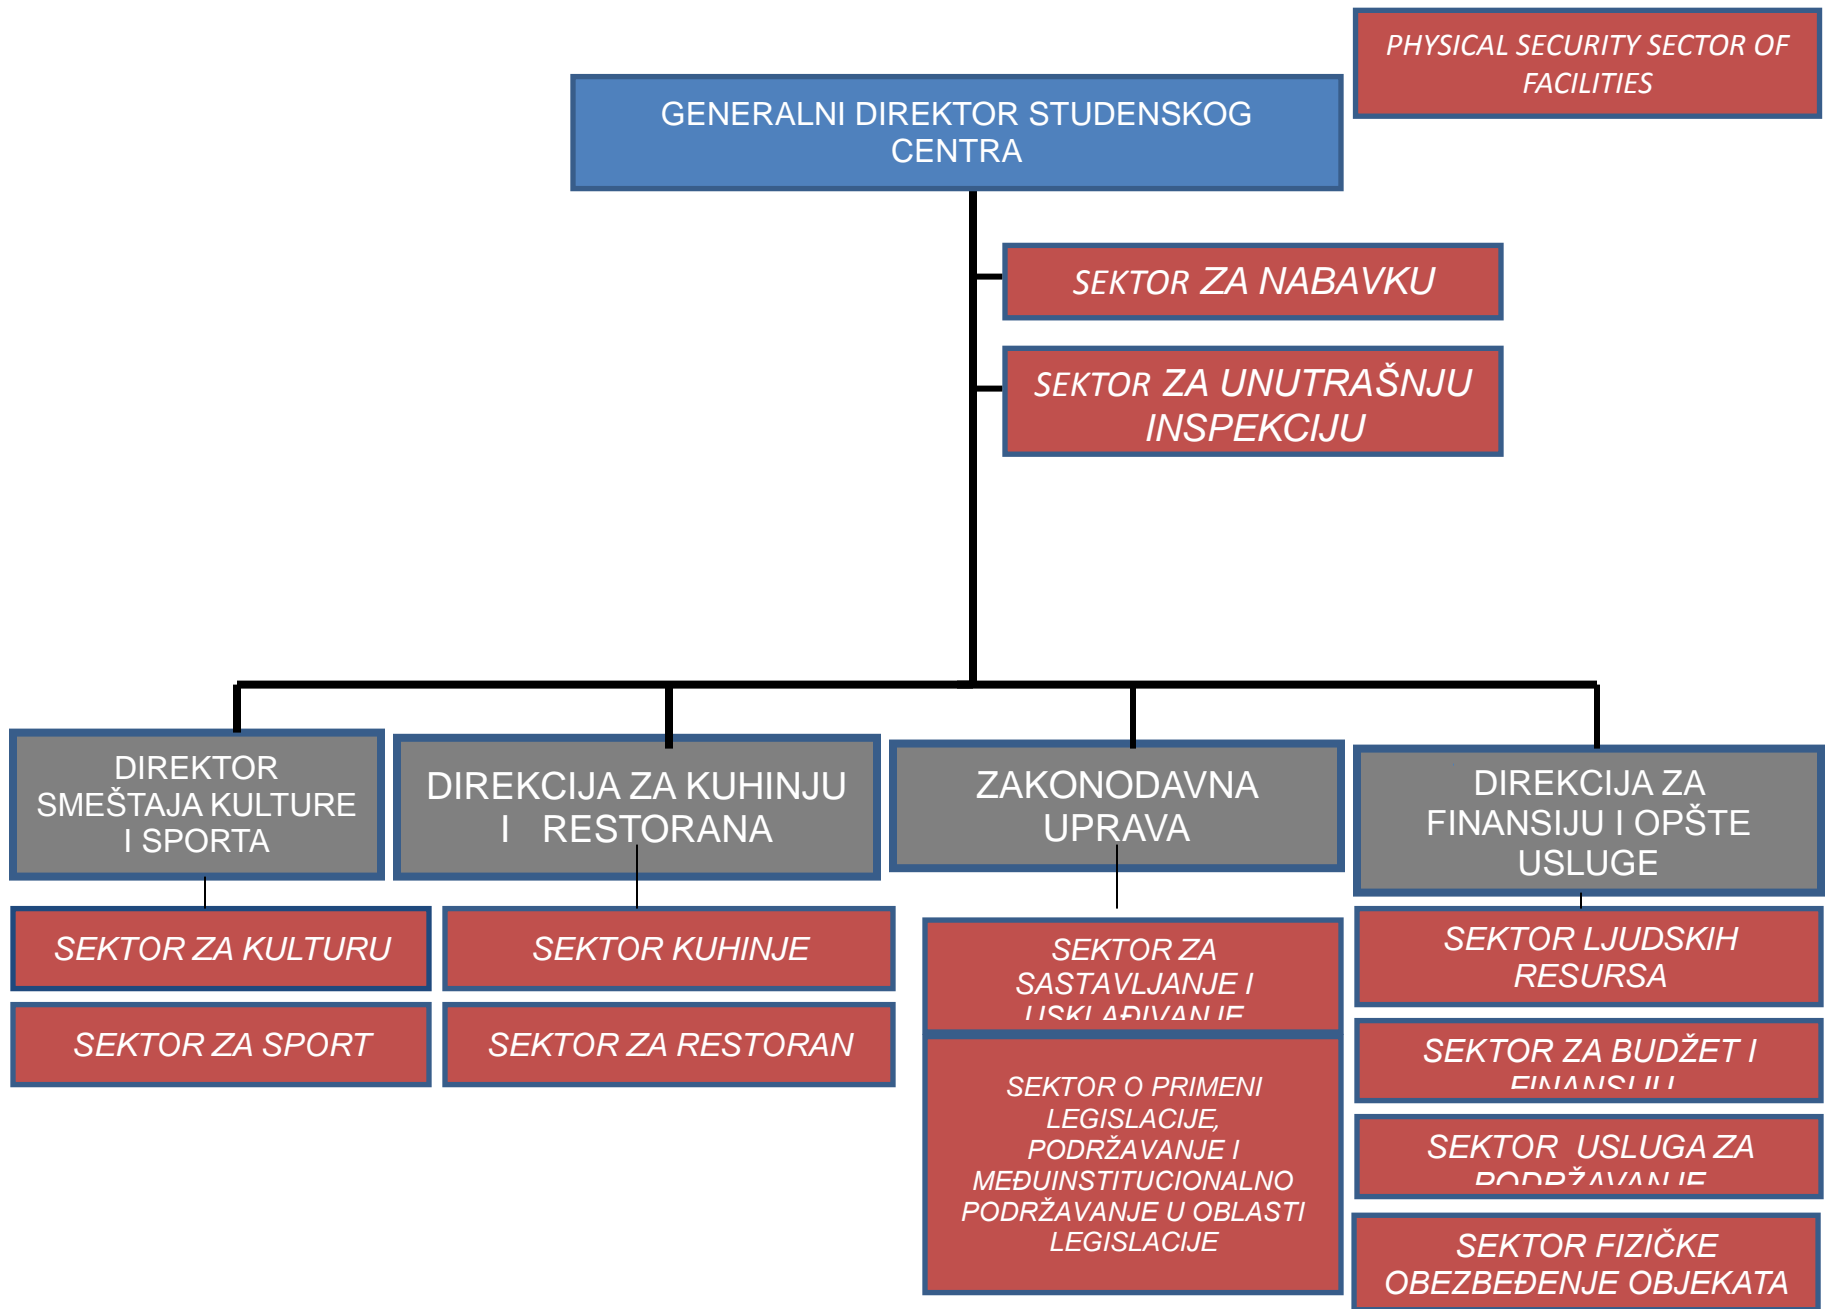 PHYSICAL SECURITY SECTOR OF
FACILITIES
GENERALNI DIREKTOR STUDENSKOG
CENTRA
SEKTOR ZA NABAVKU
SEKTOR ZA UNUTRAŠNJU
INSPEKCIJU
DIREKTOR
SMEŠTAJA KULTURE
I SPORTA
DIREKCIJA ZA KUHINJU
I RESTORANA
ZAKONODAVNA
UPRAVA
DIREKCIJA ZA
FINANSIJU I OPŠTE
USLUGE
SEKTOR ZA KULTURU
SEKTOR ZA SPORT
SEKTOR KUHINJE
SEKTOR ZA RESTORAN
SEKTOR ZA
SASTAVLJANJE I
USKLAĐIVANJE
SEKTOR O PRIMENI
LEGISLACIJE,
PODRŽAVANJE I
MEĐUINSTITUCIONALNO
PODRŽAVANJE U OBLASTI
LEGISLACIJE
SEKTOR LJUDSKIH
RESURSA
SEKTOR ZA BUDŽET I
FINANSIJU
SEKTOR USLUGA ZA
PODRŽAVANJE
SEKTOR FIZIČKE
OBEZBEĐENJE OBJEKATA